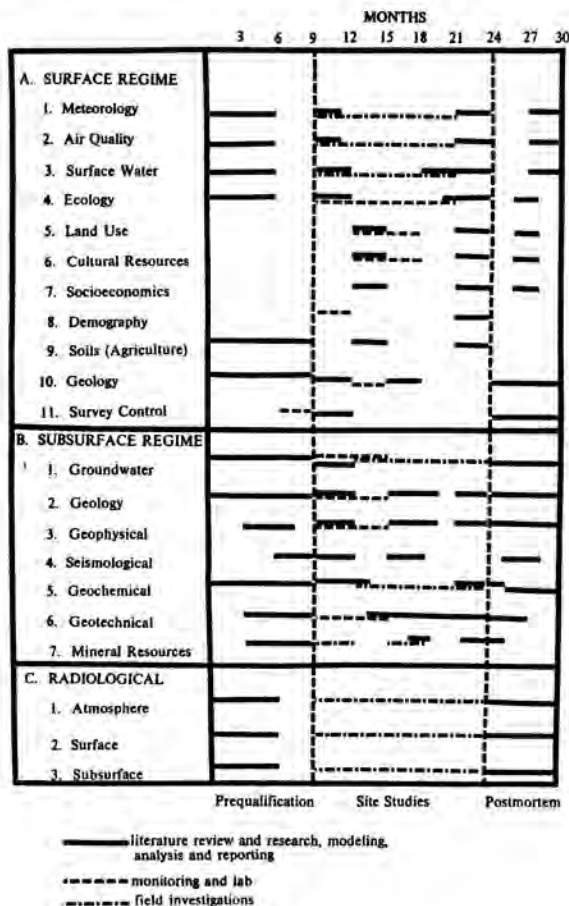 MONTHS
3 6 9 12 15 18 21 24 27 30
A. SURFACE REGIME
1. Meteorology
2. Air Quality
3. Surface Water
4. Ecology
5. Land Use
6. Cultural Resources
7. Socioeconomics
8. Demography
9. Soils (Agriculture)
10. Geology
11. Survey Control
B. SUBSURFACE REGIME
1. Groundwater
2. Geology
3. Geophysical
4. Seismological
5. Geochemical
6. Geotechnical
7. Mineral Resources
C. RADIOLOGICAL
1. Atmosphere
2. Surface
3. Subsurface
Prequalification Site Studies Postmortem
literature review and research, modeling,
analysis and reporting
monitoring and lab
field investigations